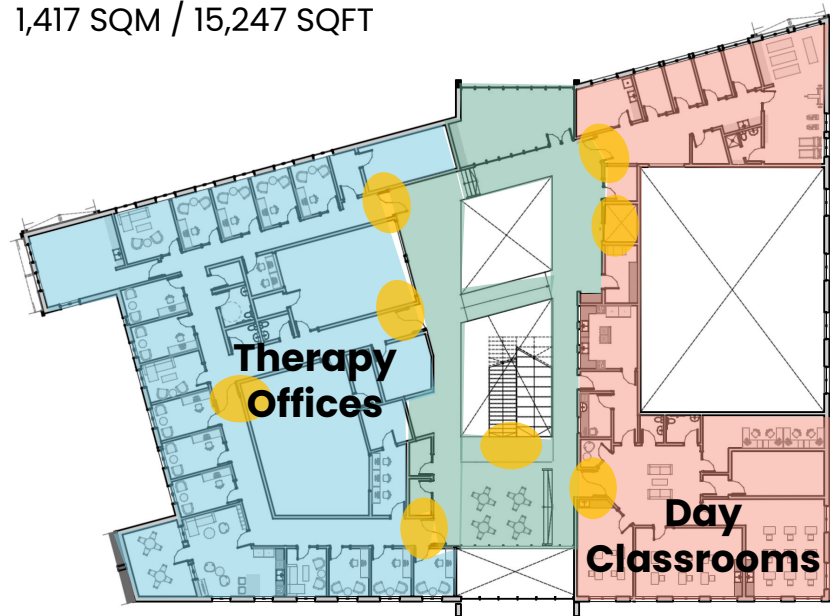 1,417 SQM / 15,247 SQFT
Therapy
Offices
Day
Classrooms